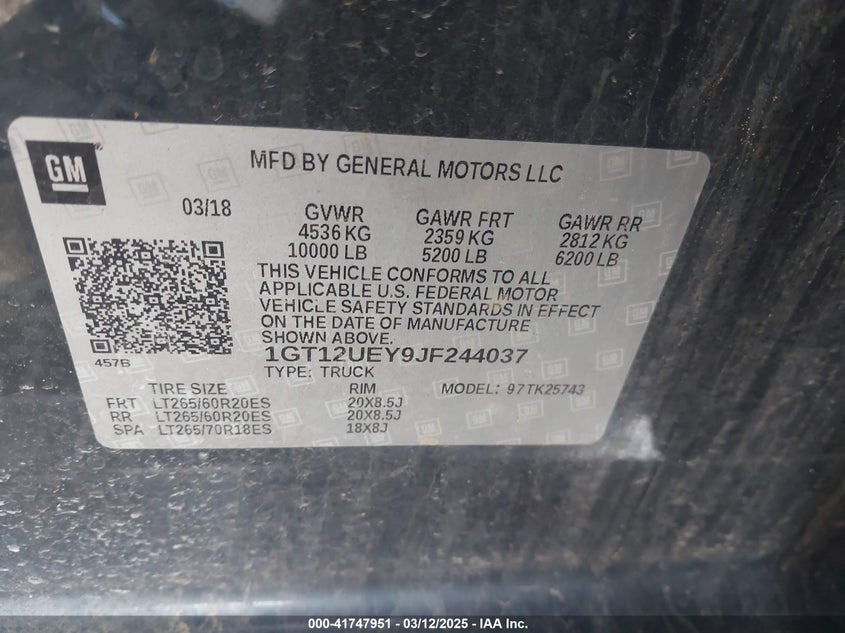 GM
MFD BY GENERAL MOTORS LLC
03/18 GVWR GAWR FRT GAWR RR
4536 KG 2359 KG 2812 KG
10000 LB 5200 LB 6200 LB
THIS VEHICLE CONFORMS TO ALL
APPLICABLE U.S. FEDERAL MOTOR
VEHICLE SAFETY STANDARDS IN EFFECT
ON THE DATE OF MANUFACTURE
SHOWN ABOVE.
457B
1GT12UEY9JF244037
TYPE: TRUCK
TIRE SIZE RIM MODEL: 97TK25743
FRT LT265/60R20ES 20X8.5J
RR LT265/60R20ES 20X8.5J
SPA LT265/70R18ES 18X8J
000-41747951 - 03/12/2025 - IAA Inc.